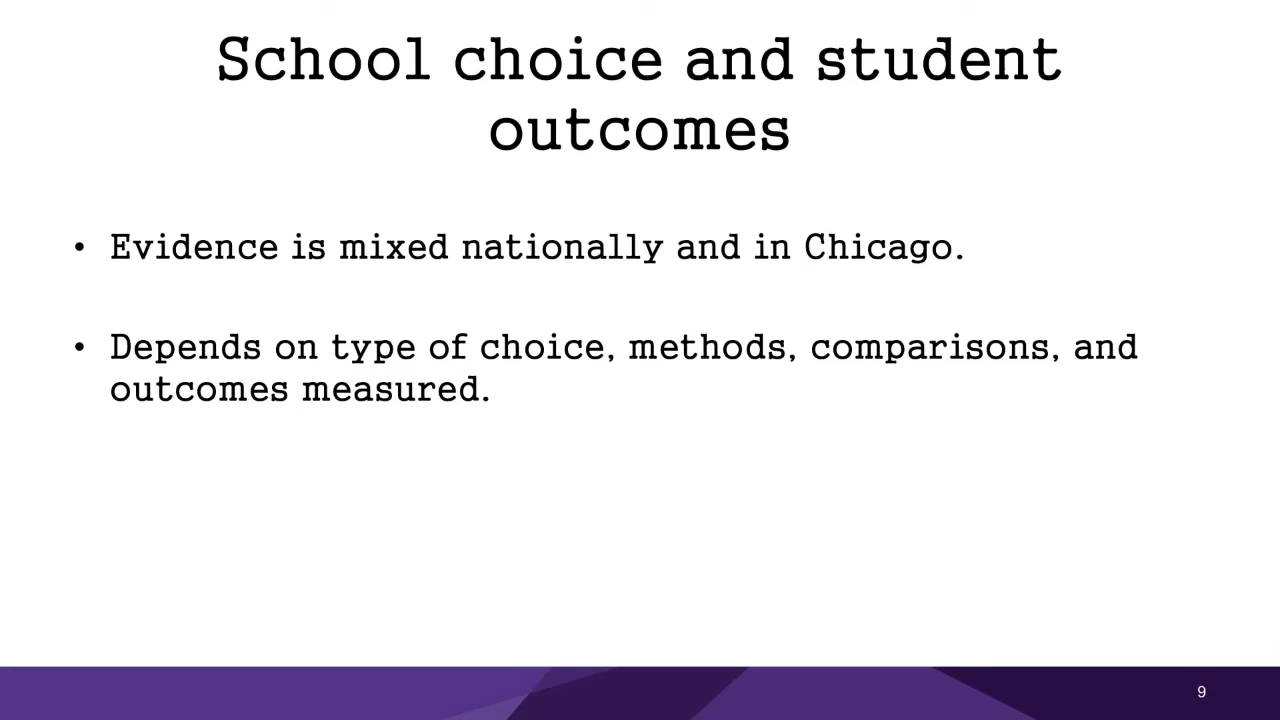 School choice and student
outcomes
• Evidence is mixed nationally and in Chicago.
• Depends on type of choice, methods, comparisons, and
outcomes measured.
9